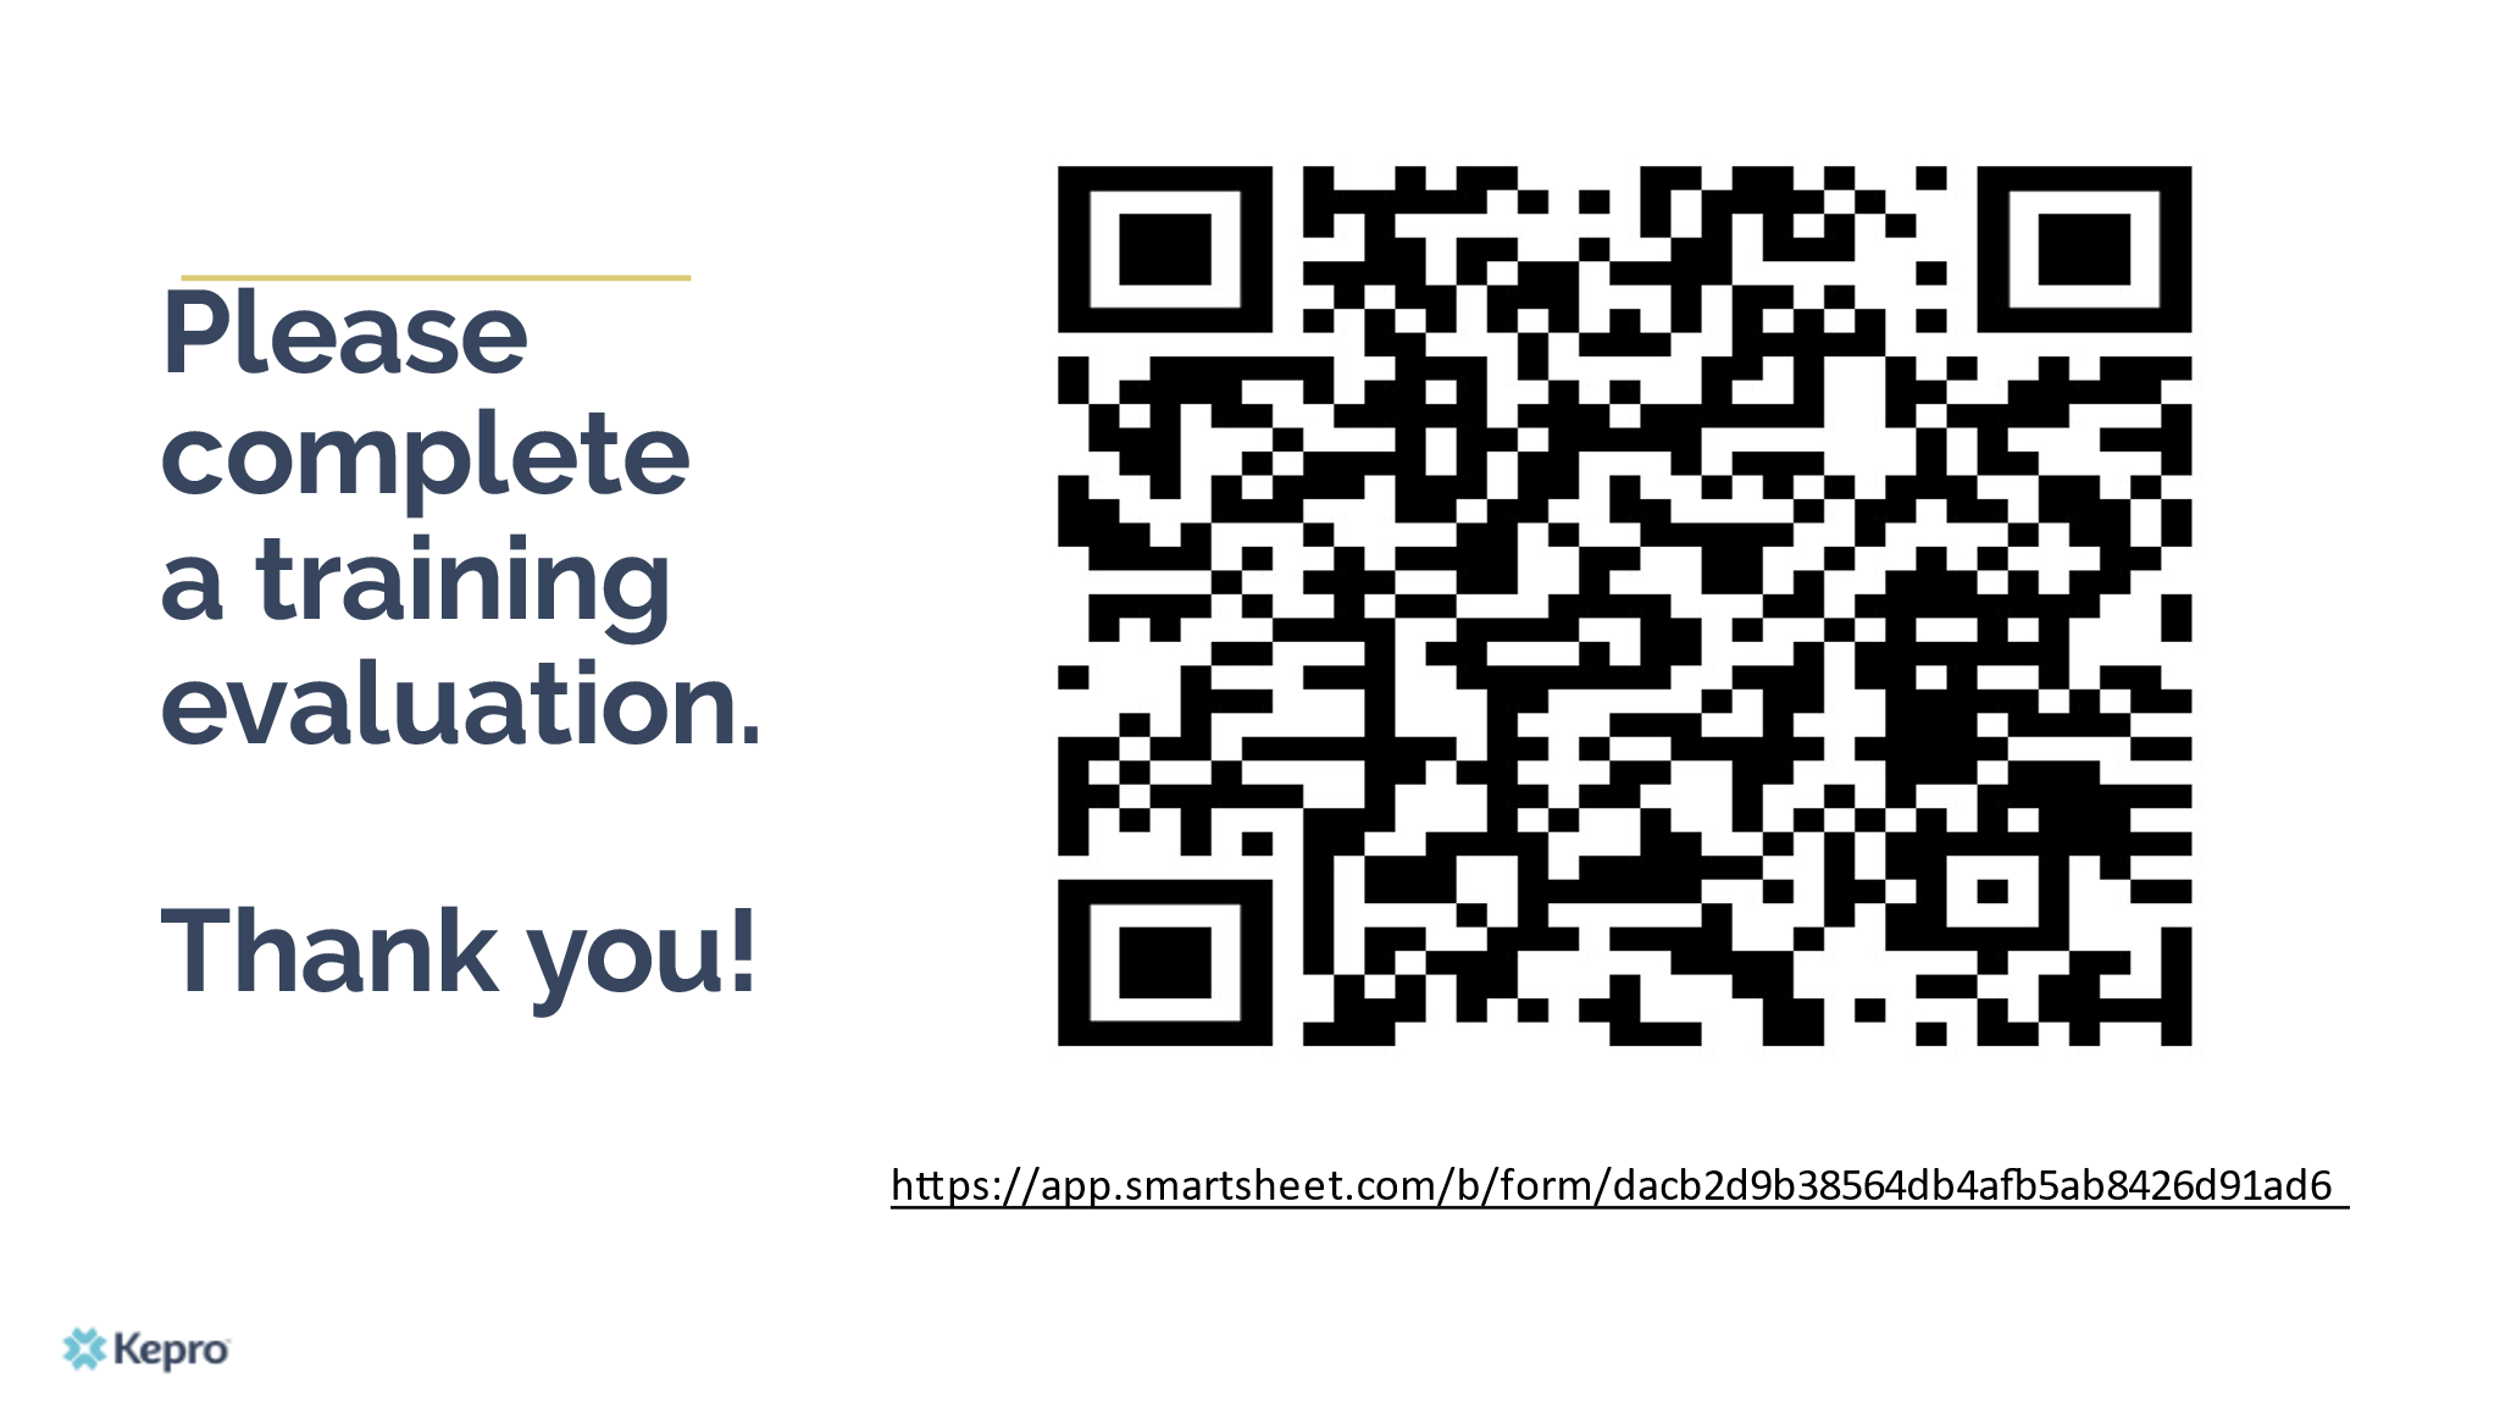 Please
complete
a training
evaluation.
Thank you!
https://app.smartsheet.com/b/form/dacb2d9b38564db4afb5ab8426d91ad6
Kepro